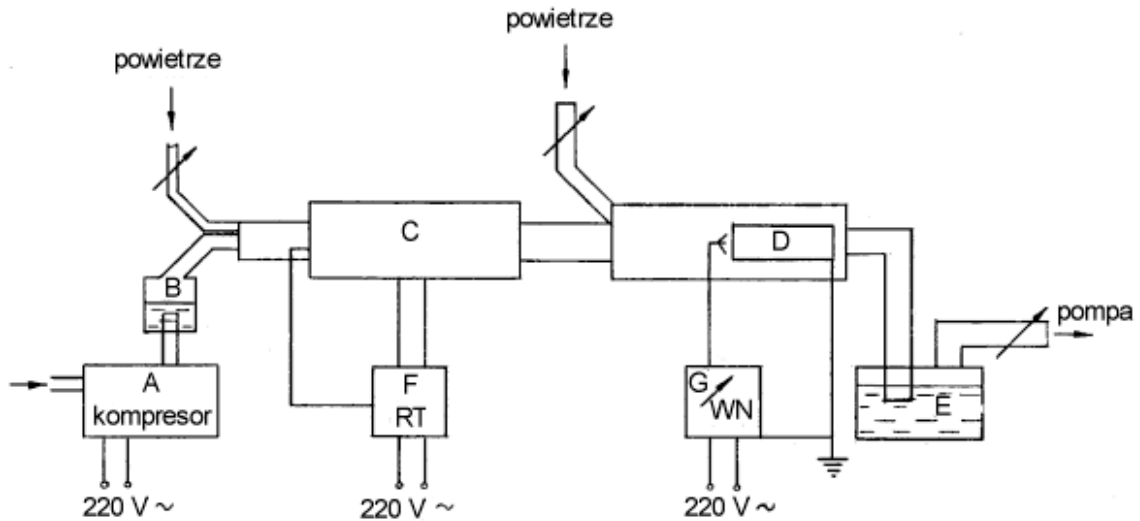 powietrze
powietrze
C
D
B
pompa
A
kompresor
F
RT
G
WN
E
220 V ~
220 V ~
220 V ~